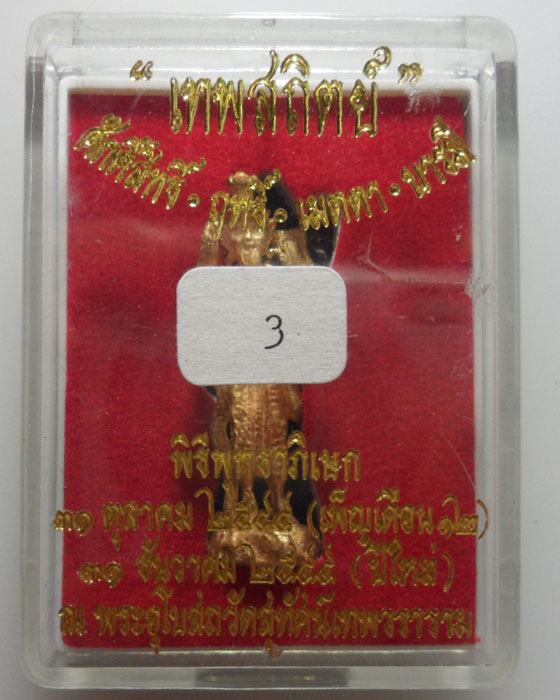 “ เทพสถิตย์ ”
ศักดิ์สิทธิ์ • ฤทธิ์ • เมตตา • บารมี
3
พิธีพุทธาภิเษก
๓๑ ตุลาคม ๒๕๔๔ (เพ็ญเดือน ๑๒)
๓๑ ธันวาคม ๒๕๔๔ (ปีใหม่)
ณ พระอุโบสถวัดสุทัศน์เทพวราราม